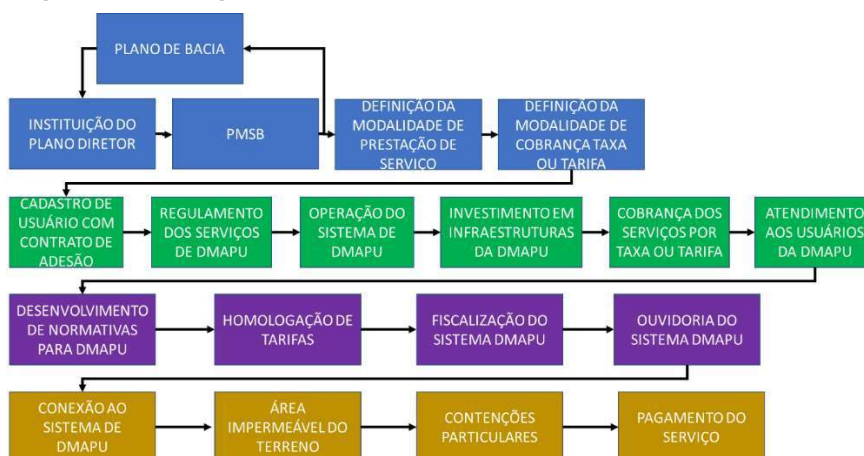 PLANO DE BACIA
INSTITUIÇÃO DO
PLANO DIRETOR
PMSB
DEFINIÇÃO DA
MODALIDADE DE
PRESTAÇÃO DE
SERVIÇO
DEFINIÇÃO DA
MODALIDADE DE
COBRANÇA TAXA
OU TARIFA
CADASTRO DE
USUÁRIO COM
CONTRATO DE
ADESÃO
REGULAMENTO
DOS SERVIÇOS
DE DMAPU
OPERAÇÃO DO
SISTEMA DE
DMAPU
INVESTIMENTO EM
INFRAESTRUTURAS
DA DMAPU
COBRANÇA DOS
SERVIÇOS POR
TAXA OU TARIFA
ATENDIMENTO
AOS USUÁRIOS
DA DMAPU
DESENVOLVIMENTO
DE NORMATIVAS
PARA DMAPU
HOMOLOGAÇÃO DE
TARIFAS
FISCALIZAÇÃO DO
SISTEMA DMAPU
OUVIDORIA DO
SISTEMA DMAPU
CONEXÃO AO
SISTEMA DE
DMAPU
ÁREA
IMPERMEÁVEL DO
TERRENO
CONTENÇÕES
PARTICULARES
PAGAMENTO DO
SERVIÇO